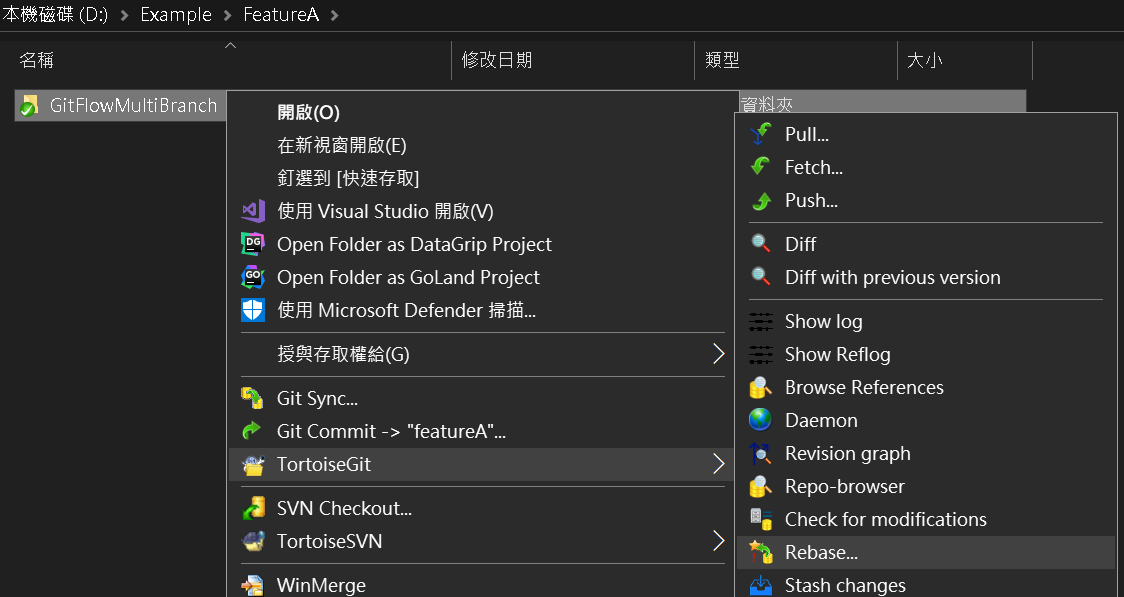 本機磁碟 (D:) > Example > FeatureA >
名稱 修改日期 類型 大小
GitFlowMultiBranch 資料夾
開啟(O)
在新視窗開啟(E)
釘選到 [快速存取]
使用 Visual Studio 開啟(V)
Open Folder as DataGrip Project
Open Folder as GoLand Project
使用 Microsoft Defender 掃描...
授與存取權給(G)
Git Sync...
Git Commit -> "featureA"...
TortoiseGit
SVN Checkout...
TortoiseSVN
WinMerge
Pull...
Fetch...
Push...
Diff
Diff with previous version
Show log
Show Reflog
Browse References
Daemon
Revision graph
Repo-browser
Check for modifications
Rebase...
Stash changes